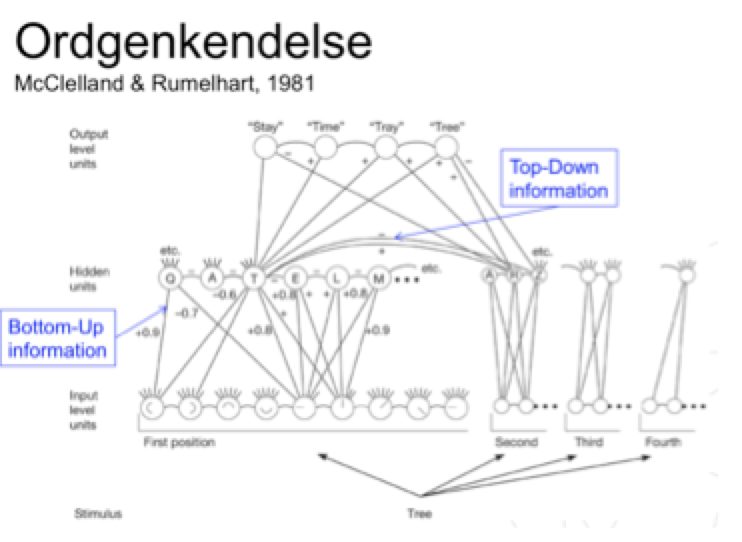 Ordgenkendelse
McClelland & Rumelhart, 1981
Output
level
units
"Stay" "Time" "Tray" "Tree"
− + + + − +
Top-Down
information
− +
etc.
etc.
etc.
Hidden
units
Q A T E L M •••
A R
−0.6 +0.8 + + +0.8
−0.7
+
Bottom-Up
information
+0.9 +0.8 +0.9
Input
level
units
••• ••• •••
First position Second Third Fourth
Stimulus Tree